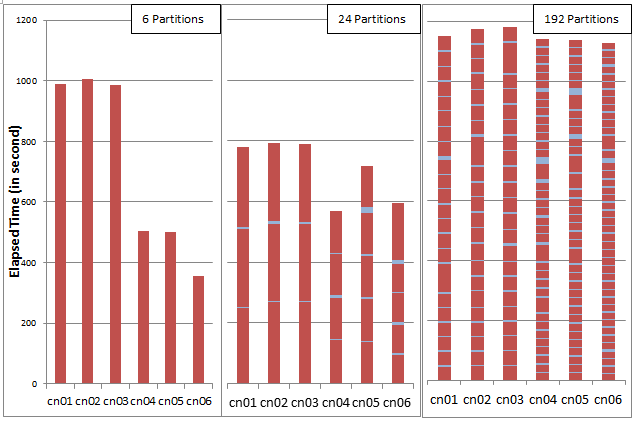 6 Partitions
24 Partitions
192 Partitions
Elapsed Time (in second)
1200
1000
800
600
400
200
0
cn01 cn02 cn03 cn04 cn05 cn06
cn01 cn02 cn03 cn04 cn05 cn06
cn01 cn02 cn03 cn04 cn05 cn06